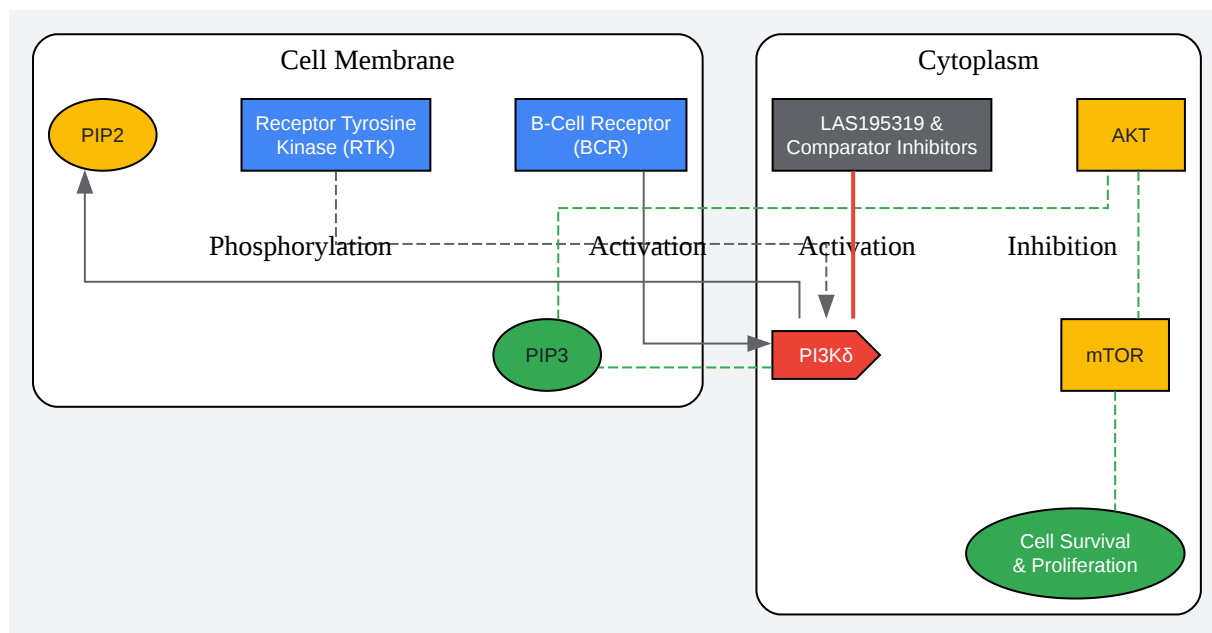 Cell Membrane
Cytoplasm
PIP2
Receptor Tyrosine
Kinase (RTK)
B-Cell Receptor
(BCR)
LAS195319 &
Comparator Inhibitors
AKT
Phosphorylation
Activation
Activation
Inhibition
PIP3
PI3Kδ
mTOR
Cell Survival
& Proliferation